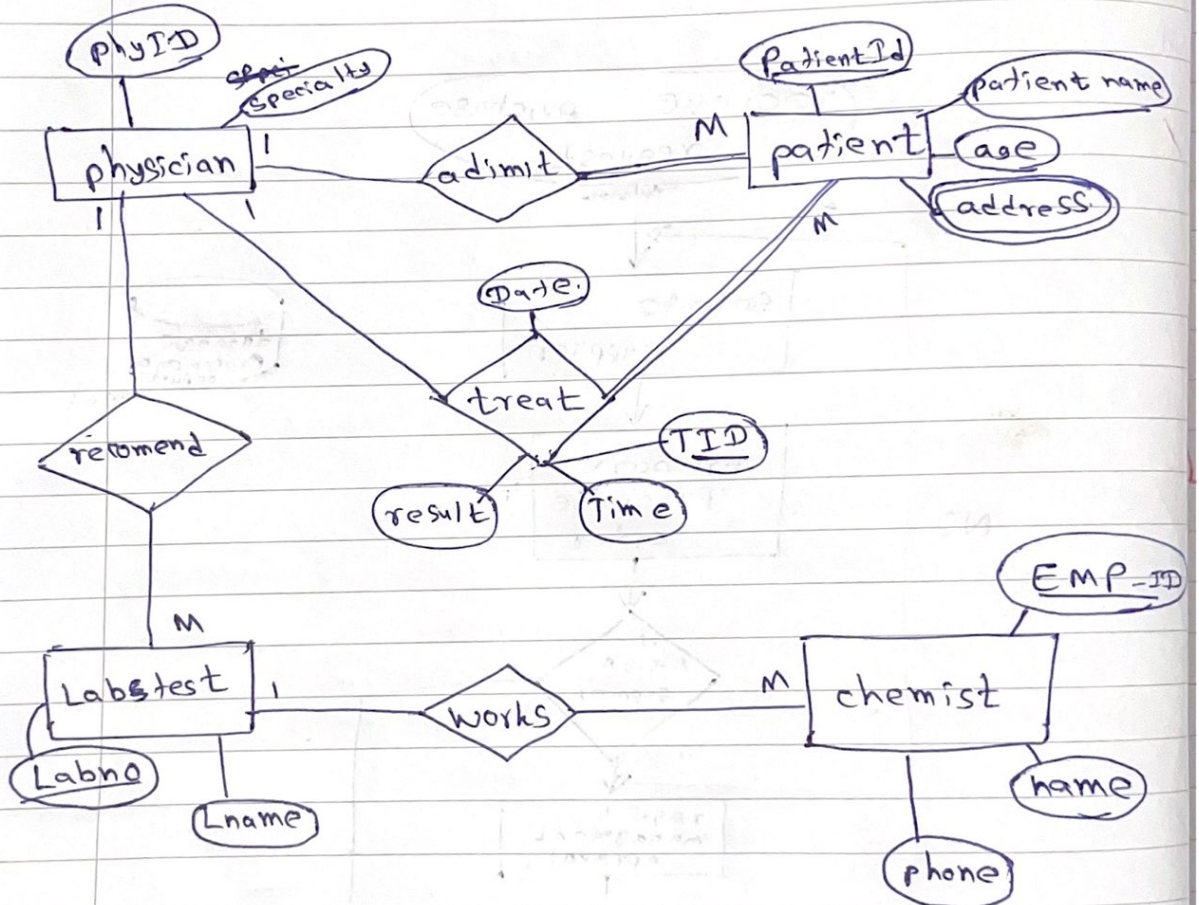 phyID
specialty
PatientId
patient name
physician
1
adimit
M
patient
age
address
1
1
M
Date.
treat
recomend
TID
result
Time
EMP_ID
M
Labstest
1
works
M
chemist
Labno
Lname
name
phone